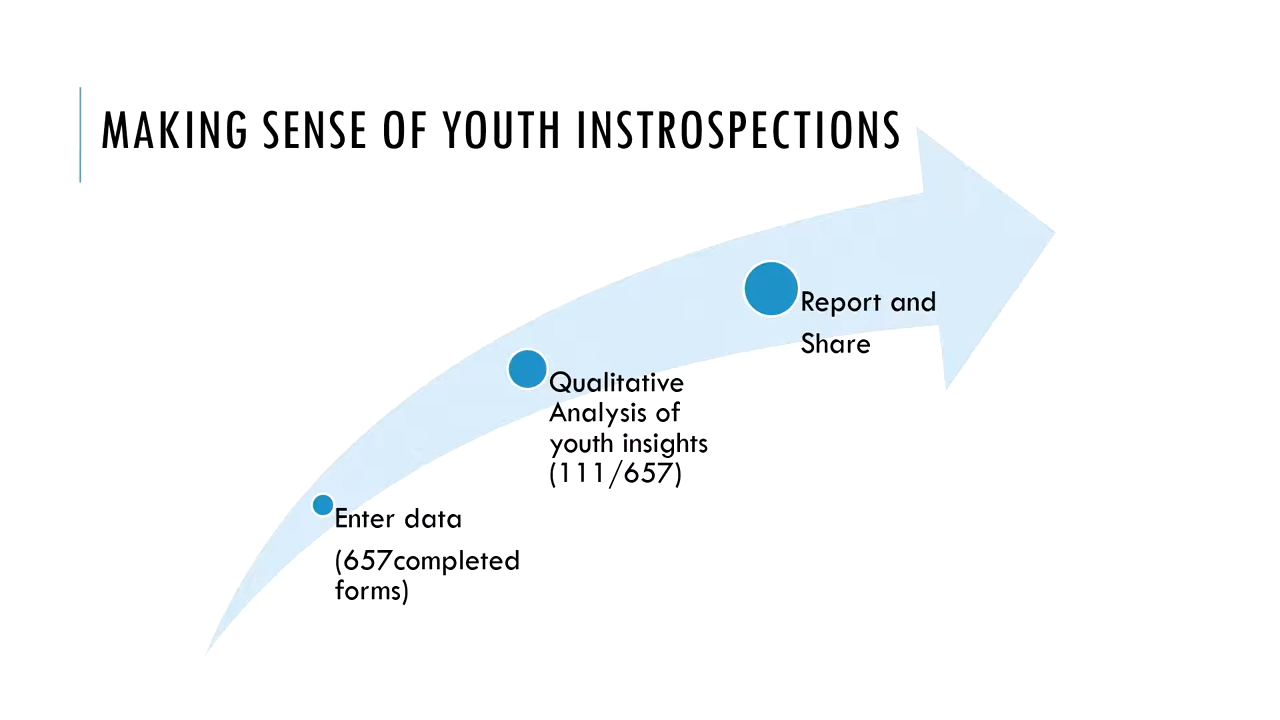 MAKING SENSE OF YOUTH INSTROSPECTIONS
Report and
Share
Qualitative
Analysis of
youth insights
(111/657)
Enter data
(657completed
forms)